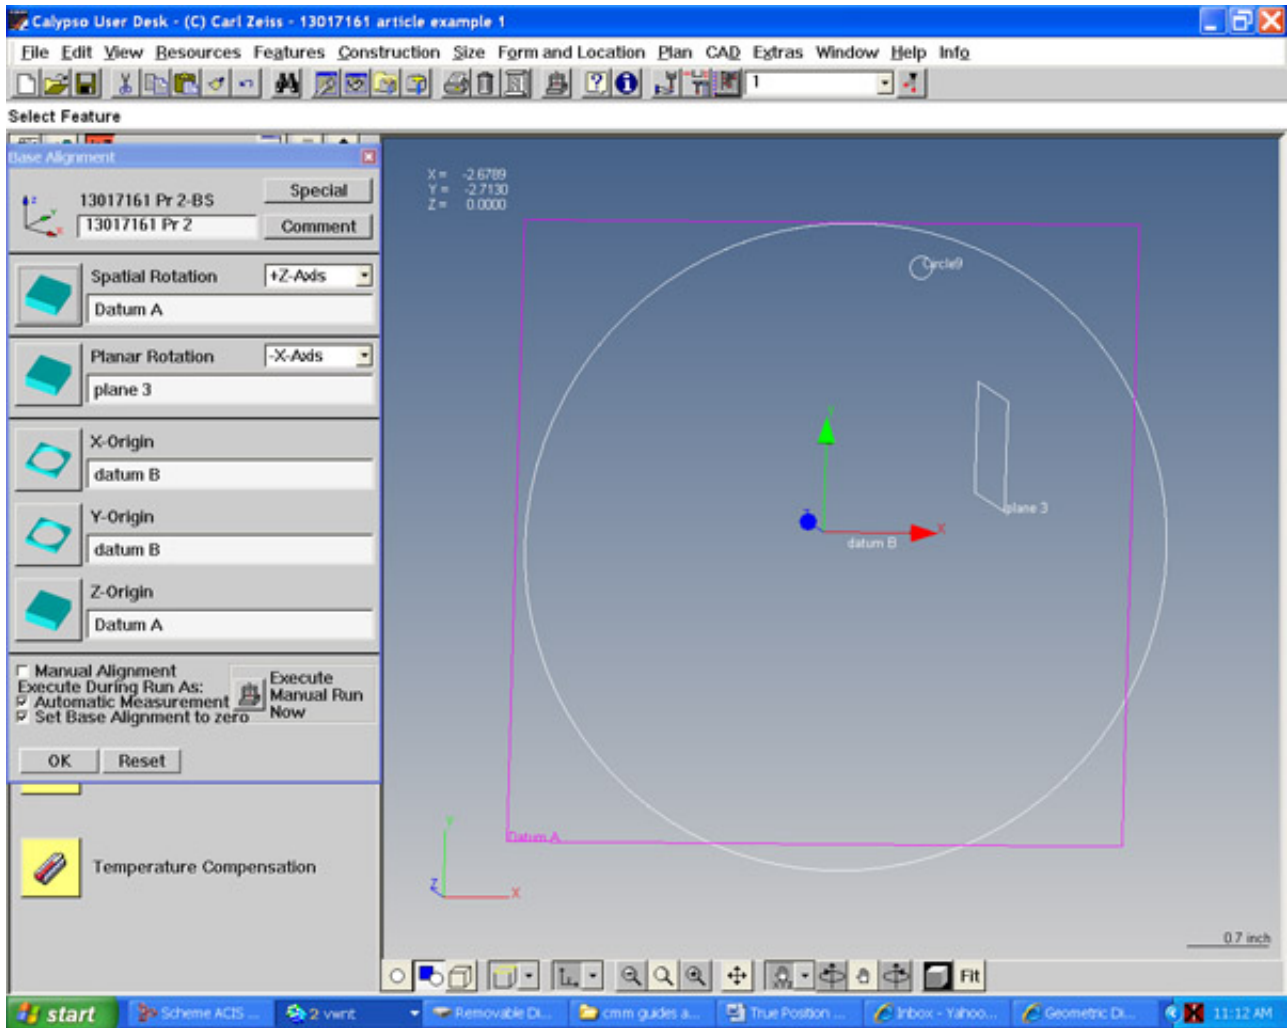 Calypso User Desk - (C) Carl Zeiss - 13017161 article example 1
File Edit View Resources Features Construction Size Form and Location Plan CAD Extras Window Help Info
1
Select Feature
Base Alignment
13017161 Pr 2-BS
Special
13017161 Pr 2
Comment
Spatial Rotation
+Z-Axis
Datum A
Planar Rotation
-X-Axis
plane 3
X-Origin
datum B
Y-Origin
datum B
Z-Origin
Datum A
Manual Alignment
Execute During Run As:
Automatic Measurement
Set Base Alignment to zero
Execute
Manual Run
Now
OK
Reset
Temperature Compensation
X = -2.6789
Y = -2.7130
Z = 0.0000
Circle9
plane 3
Y
Z
X
datum B
Datum A
Y
Z
X
0.7 inch
Fit
start
Scheme ACIS ...
2 vwnt
Removable Di...
cmm guides a...
True Position ...
Inbox - Yahoo...
Geometric Di...
11:12 AM